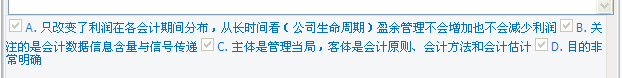 A. 只改变了利润在各会计期间分布，从长时间看（公司生命周期）盈余管理不会增加也不会减少利润 B. 关
注的是会计数据信息含量与信号传递 C. 主体是管理当局，客体是会计原则、会计方法和会计估计 D. 目的非
常明确